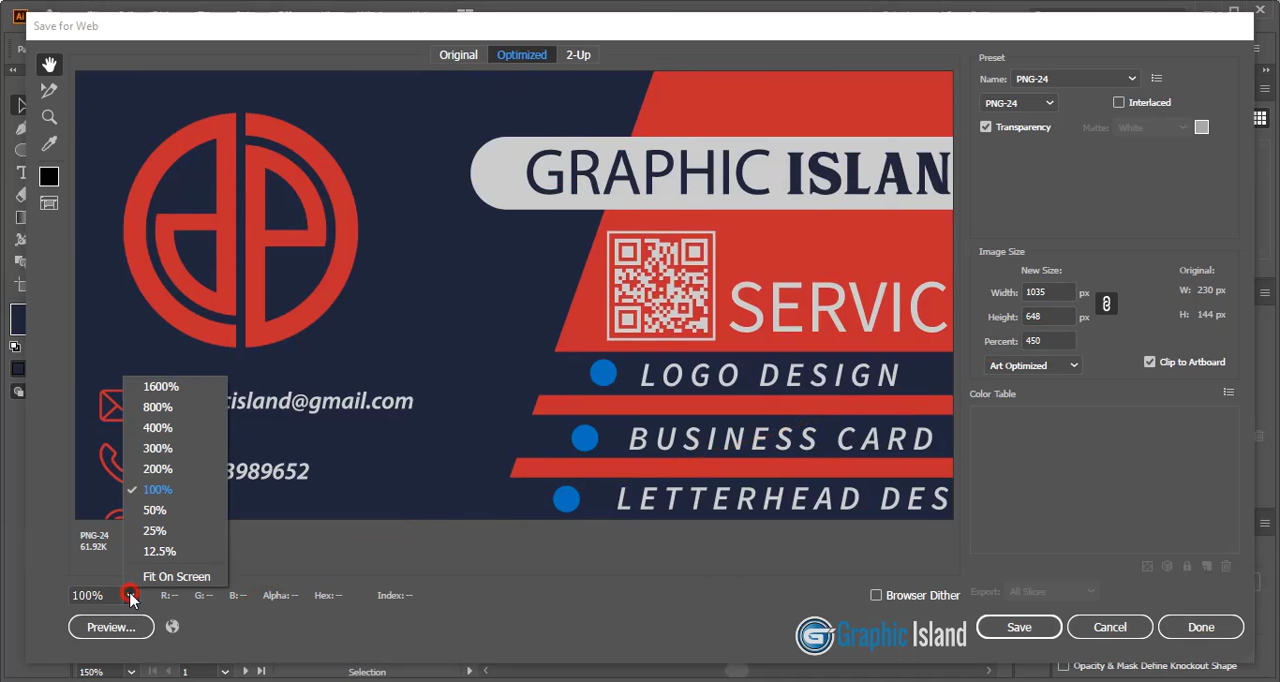 Save for Web
Original
Optimized
2-Up
GRAPHIC ISLAN
SERVIC
LOGO DESIGN
BUSINESS CARD
LETTERHEAD DES
cisland@gmail.com
3989652
1600%
800%
400%
300%
200%
100%
50%
25%
12.5%
Fit On Screen
PNG-24
61.92K
100%
R: --
G: --
B: --
Alpha: --
Hex: --
Index: --
Browser Dither
Preview...
Graphic Island
Save
Cancel
Done
Preset
Name: PNG-24
PNG-24
Interlaced
Transparency
Matte: White
Image Size
New Size:
Original:
Width: 1035 px
W: 230 px
Height: 648 px
H: 144 px
Percent: 450
Art Optimized
Clip to Artboard
Color Table
Export: All Slices
150%
1
Selection
Opacity & Mask Define Knockout Shape
Ai